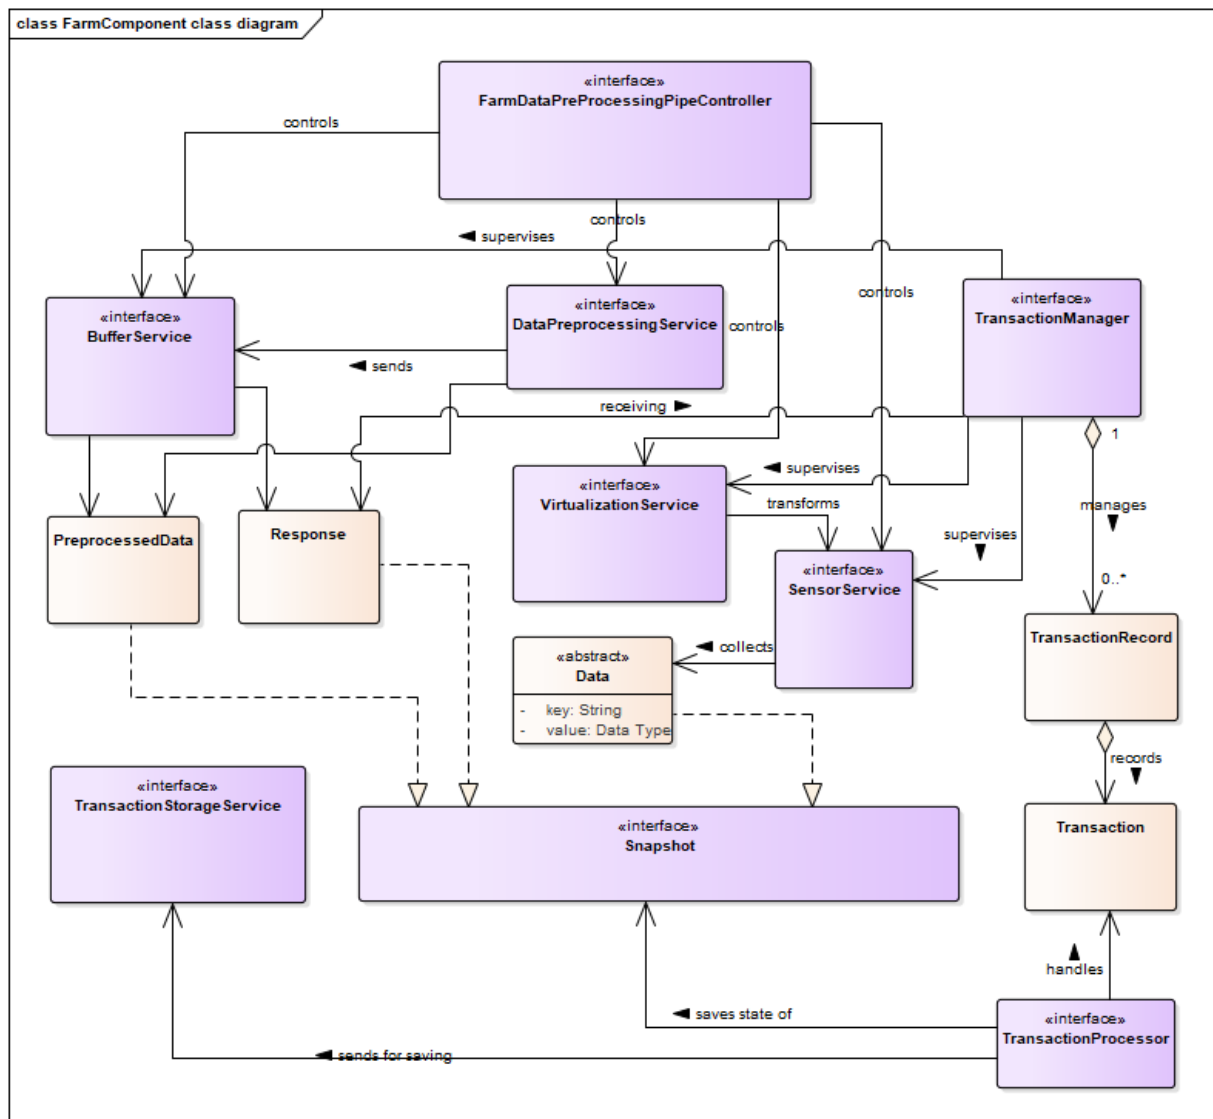 class FarmComponent class diagram
«interface»
FarmDataPreProcessingPipeController
controls
controls
supervises
controls
controls
«interface»
BufferService
«interface»
DataPreprocessingService
«interface»
TransactionManager
sends
receiving
1
supervises
«interface»
VirtualizationService
transforms
manages
supervises
0..*
PreprocessedData
Response
«interface»
SensorService
collects
«abstract»
Data
- key: String
- value: Data Type
TransactionRecord
records
«interface»
TransactionStorageService
«interface»
Snapshot
Transaction
handles
saves state of
sends for saving
«interface»
TransactionProcessor